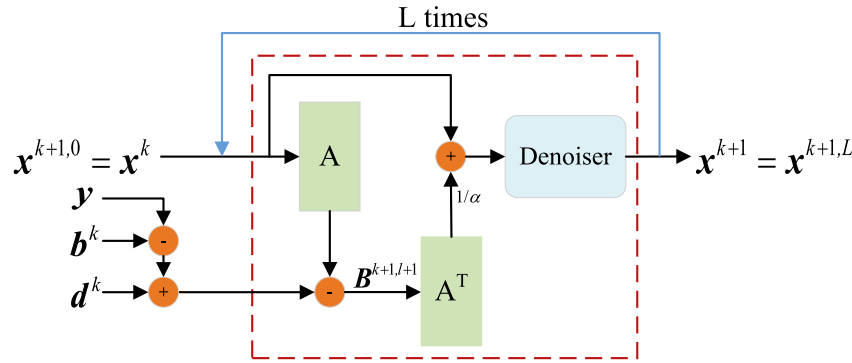 L times
x^{k+1,0} = x^k
A
+
Denoiser
x^{k+1} = x^{k+1,L}
y
1/α
b^k
-
B^{k+1,l+1}
A^T
d^k
+
-